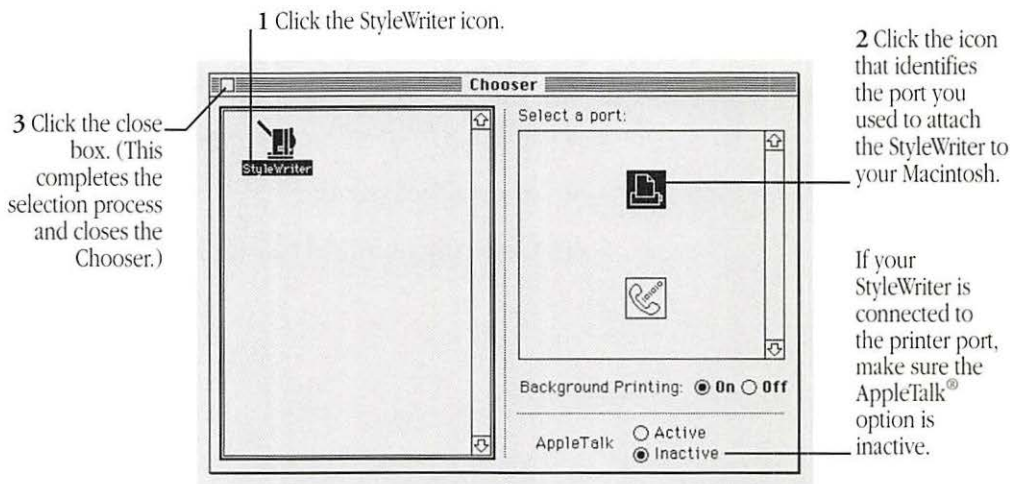 1 Click the StyleWriter icon.
2 Click the icon
that identifies
the port you
used to attach
the StyleWriter to
your Macintosh.
3 Click the close
box. (This
completes the
selection process
and closes the
Chooser.)
Chooser
StyleWriter
Select a port:
Background Printing: On Off
AppleTalk
Active
Inactive
If your
StyleWriter is
connected to
the printer port,
make sure the
AppleTalk®
option is
inactive.